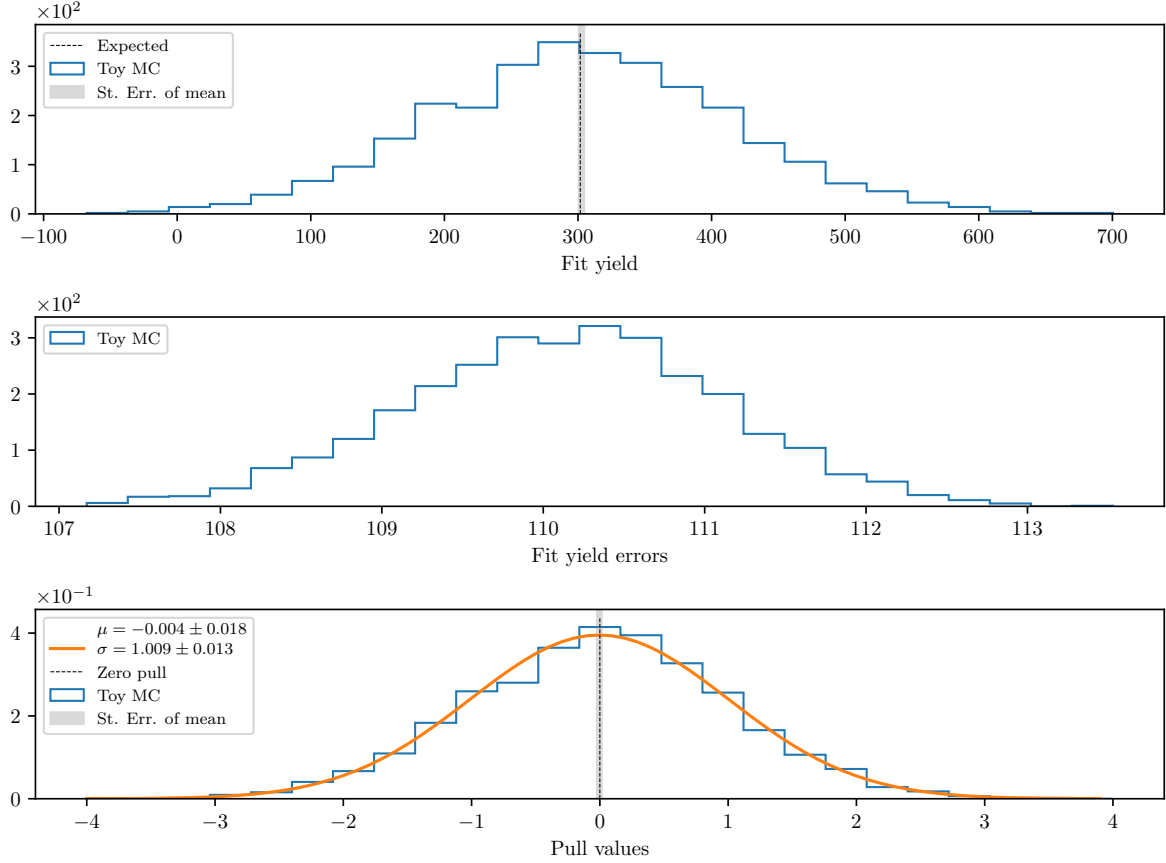 ×10²
Expected
Toy MC
St. Err. of mean
3
2
1
0
−100 0 100 200 300 400 500 600 700
Fit yield
×10²
Toy MC
3
2
1
0
107 108 109 110 111 112 113
Fit yield errors
×10⁻¹
μ = −0.004 ± 0.018
σ = 1.009 ± 0.013
Zero pull
Toy MC
St. Err. of mean
4
2
0
−4 −3 −2 −1 0 1 2 3 4
Pull values